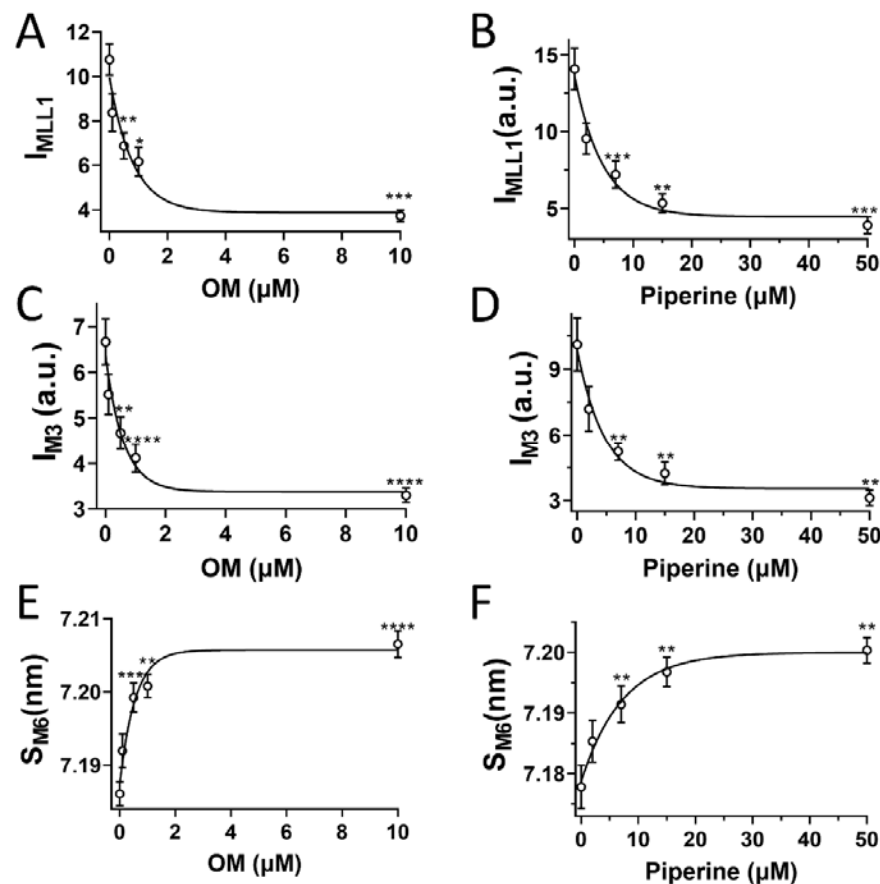 A
I_MLL1
12
10
8
6
4
**
*
***
0 2 4 6 8 10
OM (µM)
B
I_MLL1(a.u.)
15
10
5
***
**
***
0 10 20 30 40 50
Piperine (µM)
C
I_M3 (a.u.)
7
6
5
4
3
**
****
****
0 2 4 6 8 10
OM (µM)
D
I_M3 (a.u.)
9
6
3
**
**
**
0 10 20 30 40 50
Piperine (µM)
E
S_M6(nm)
7.21
7.20
7.19
***
**
****
0 2 4 6 8 10
OM (µM)
F
S_M6(nm)
7.20
7.19
7.18
**
**
**
0 10 20 30 40 50
Piperine (µM)